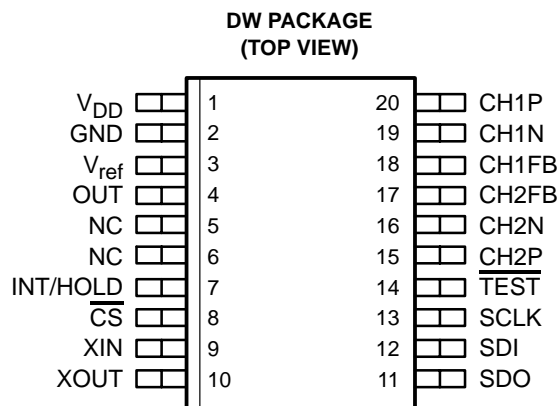 DW PACKAGE
(TOP VIEW)
VDD 1 20 CH1P
GND 2 19 CH1N
Vref 3 18 CH1FB
OUT 4 17 CH2FB
NC 5 16 CH2N
NC 6 15 CH2P
INT/HOLD 7 14 TEST
CS 8 13 SCLK
XIN 9 12 SDI
XOUT 10 11 SDO